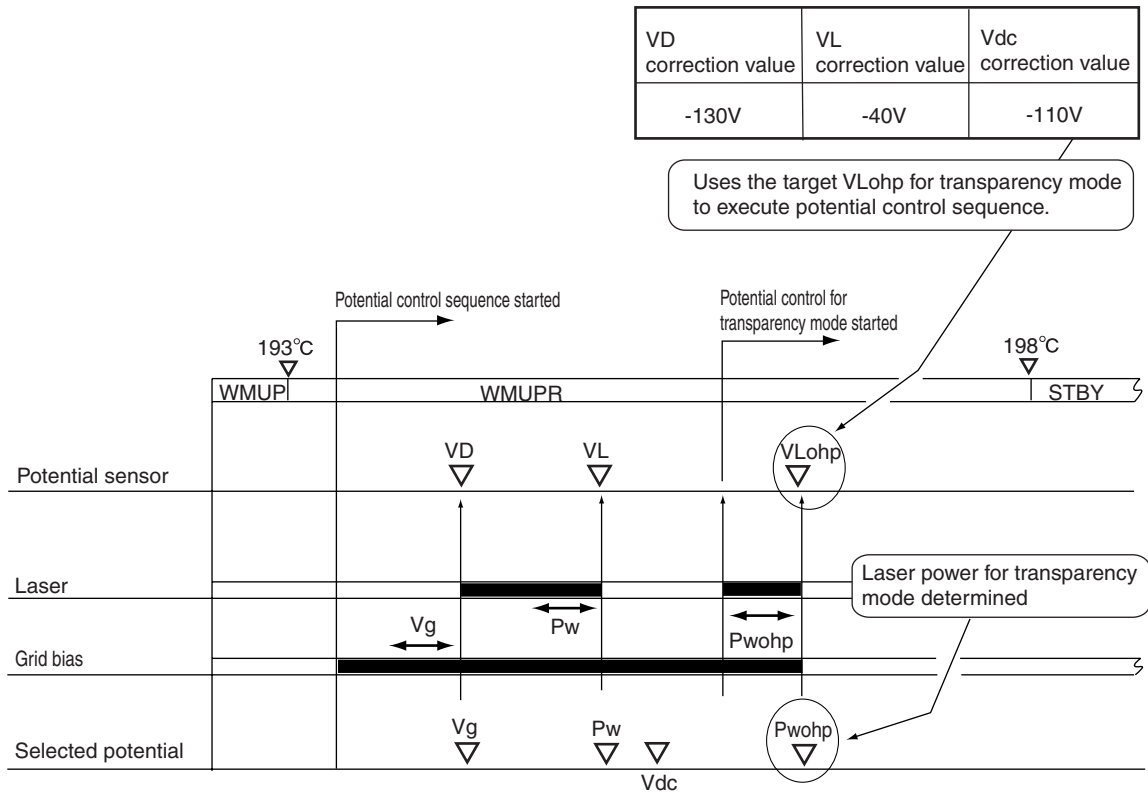 VD
correction value
VL
correction value
Vdc
correction value
-130V
-40V
-110V
Uses the target VLohp for transparency mode
to execute potential control sequence.
Potential control sequence started
Potential control for
transparency mode started
193°C
198°C
WMUP
WMUPR
STBY
Potential sensor
VD
VL
VLohp
Laser
Laser power for transparency
mode determined
Vg
Pw
Pwohp
Grid bias
Selected potential
Vg
Pw
Vdc
Pwohp